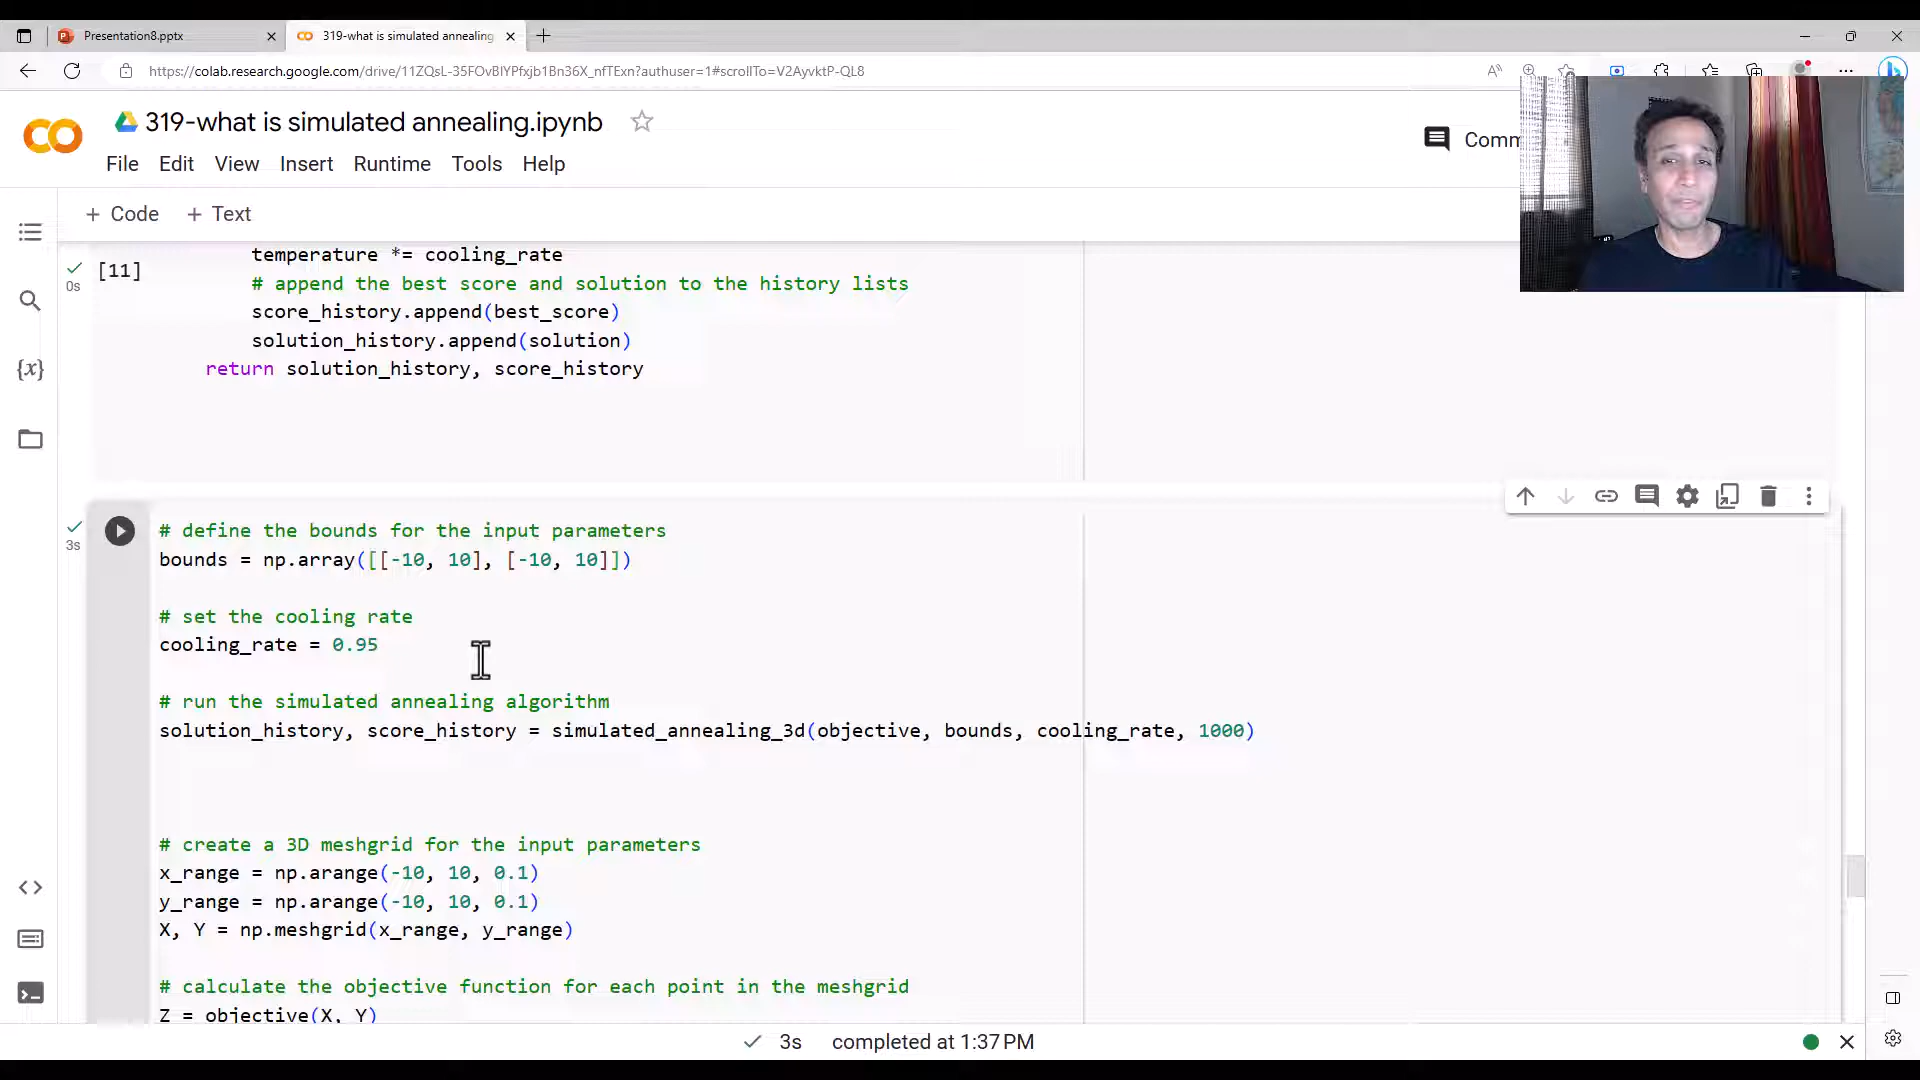 Presentation8.pptx
319-what is simulated annealing
https://colab.research.google.com/drive/11ZQsL-35FOvBlYPfxjb1Bn36X_nfTExn?authuser=1#scrollTo=V2AyvktP-QL8
319-what is simulated annealing.ipynb
File Edit View Insert Runtime Tools Help
Comm
+ Code + Text
temperature *= cooling_rate
[11]
0s
# append the best score and solution to the history lists
score_history.append(best_score)
solution_history.append(solution)
return solution_history, score_history
3s
# define the bounds for the input parameters
bounds = np.array([[-10, 10], [-10, 10]])
# set the cooling rate
cooling_rate = 0.95
# run the simulated annealing algorithm
solution_history, score_history = simulated_annealing_3d(objective, bounds, cooling_rate, 1000)
# create a 3D meshgrid for the input parameters
x_range = np.arange(-10, 10, 0.1)
y_range = np.arange(-10, 10, 0.1)
X, Y = np.meshgrid(x_range, y_range)
# calculate the objective function for each point in the meshgrid
Z = objective(X, Y)
3s completed at 1:37 PM